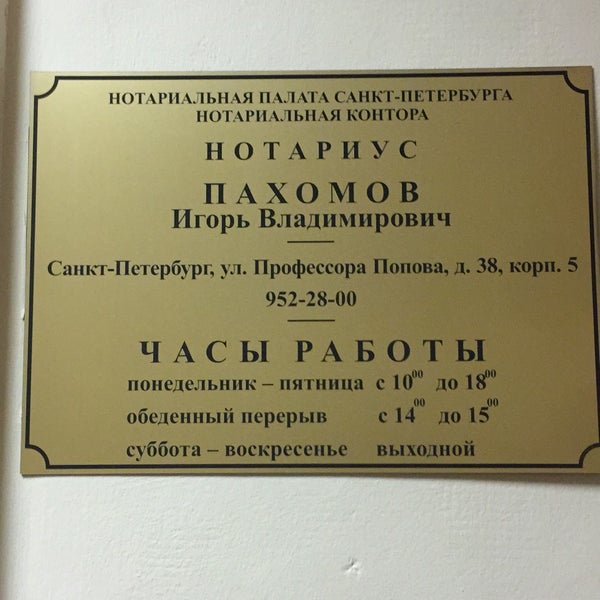 НОТАРИАЛЬНАЯ ПАЛАТА САНКТ-ПЕТЕРБУРГА
НОТАРИАЛЬНАЯ КОНТОРА
НОТАРИУС
ПАХОМОВ
Игорь Владимирович
Санкт-Петербург, ул. Профессора Попова, д. 38, корп. 5
952-28-00
ЧАСЫ РАБОТЫ
понедельник – пятница с 10⁰⁰ до 18⁰⁰
обеденный перерыв с 14⁰⁰ до 15⁰⁰
суббота – воскресенье выходной